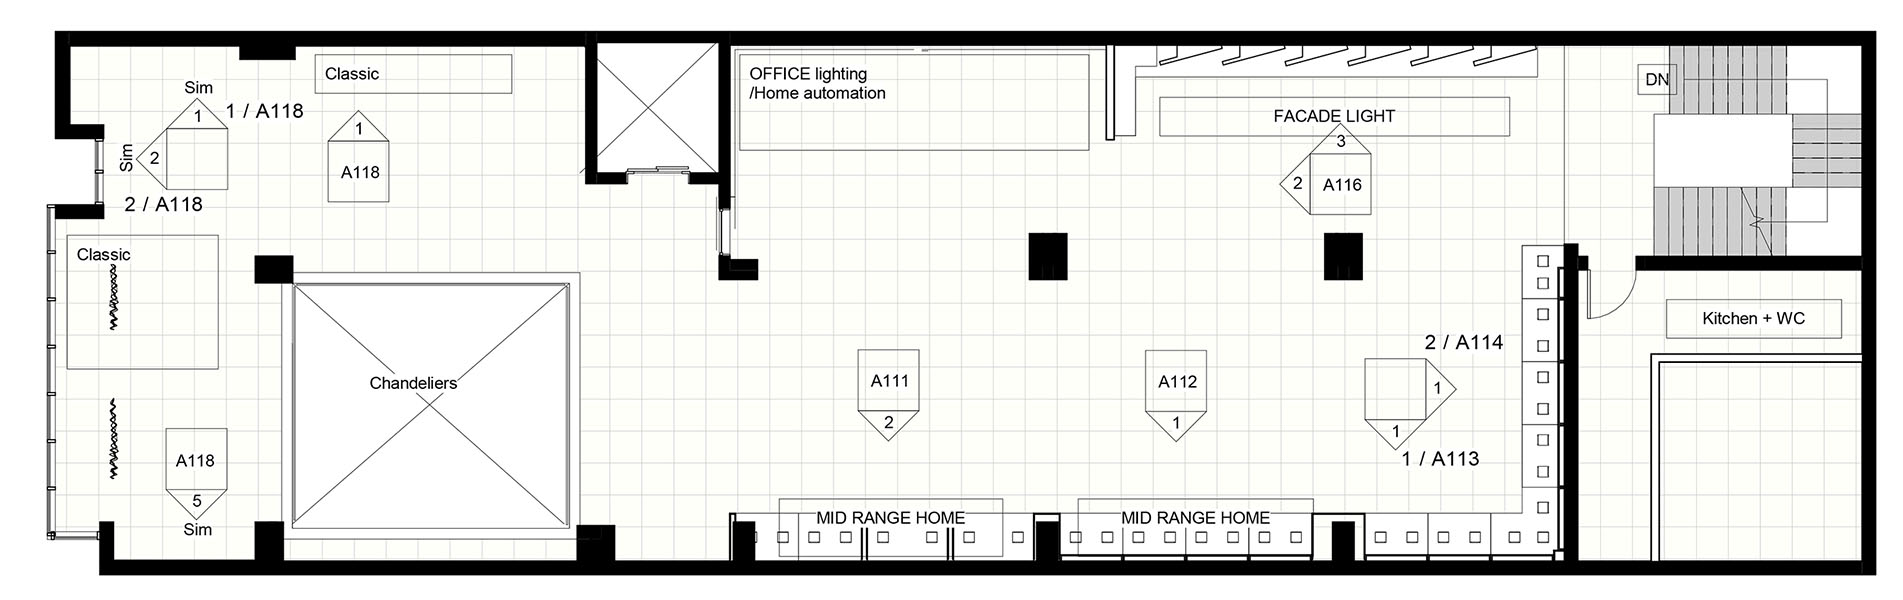 Sim
1
1 / A118
Sim
2
2 / A118
Classic
1
A118
OFFICE lighting
/Home automation
FACADE LIGHT
3
2
A116
DN
Classic
Chandeliers
A118
5
Sim
A111
2
A112
1
2 / A114
1
1
1 / A113
Kitchen + WC
MID RANGE HOME
MID RANGE HOME